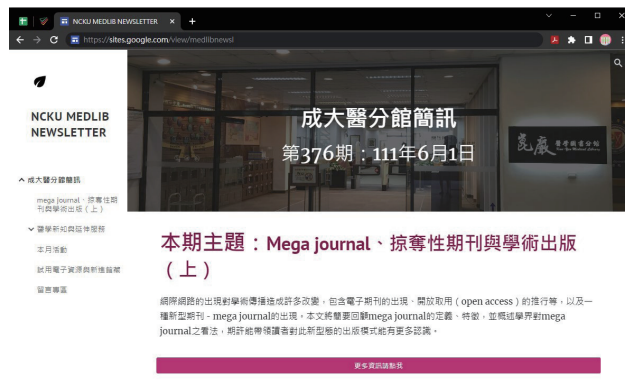 NCKU MEDLIB NEWSLETTER
https://sites.google.com/view/medlibnewsl
NCKU MEDLIB
NEWSLETTER
成大醫分館簡訊
mega journal、掠奪性期
刊與學術出版（上）
醫學新知與延伸服務
本月活動
試用電子資源與新進館藏
留言專區
成大醫分館簡訊
第376期：111年6月1日
醫學圖書分館
本期主題：Mega journal、掠奪性期刊與學術出版
（上）
網際網路的出現對學術傳播造成許多改變，包含電子期刊的出現、開放取用（open access）的推行等，以及一
種新型期刊 - mega journal的出現。本文將簡要回顧mega journal的定義、特徵，並概述學界對mega
journal之看法，期許能帶領讀者對此新型態的出版模式能有更多認識。
更多資訊請點我